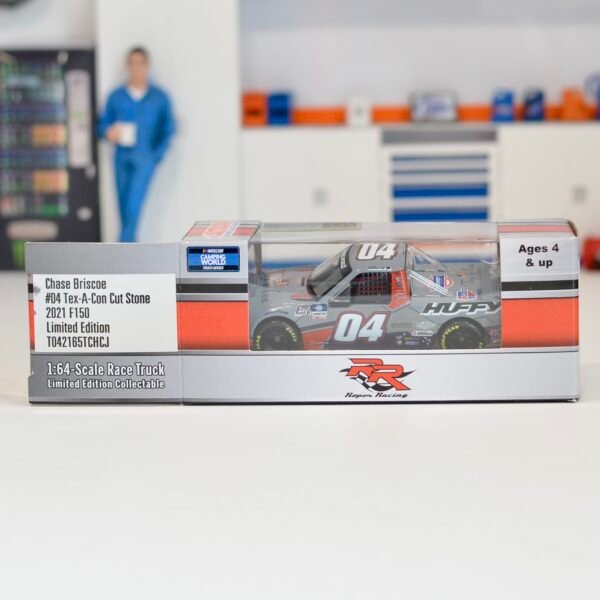 NASCAR
CAMPING
WORLD
TRUCK SERIES
Ages 4
& up
Chase Briscoe
#04 Tex-A-Con Cut Stone
2021 F150
Limited Edition
T042165TCHCJ
1:64-Scale Race Truck
Limited Edition Collectable
04
04
HUFFY
RR
Roper Racing